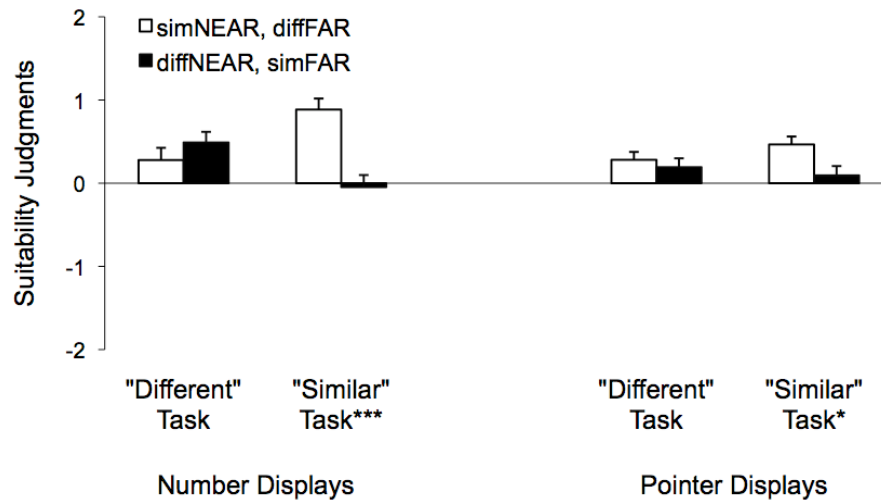 simNEAR, diffFAR
diffNEAR, simFAR
Suitability Judgments
2
1
0
-1
-2
"Different"
Task
"Similar"
Task***
"Different"
Task
"Similar"
Task*
Number Displays
Pointer Displays